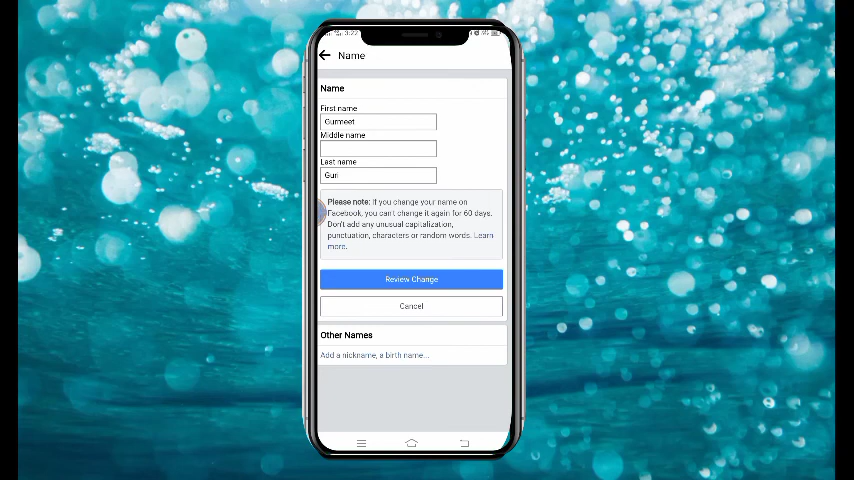 3:22
Name
Name
First name
Gurmeet
Middle name
Last name
Guri
Please note: If you change your name on
Facebook, you can't change it again for 60 days.
Don't add any unusual capitalization,
punctuation, characters or random words. Learn
more.
Review Change
Cancel
Other Names
Add a nickname, a birth name...